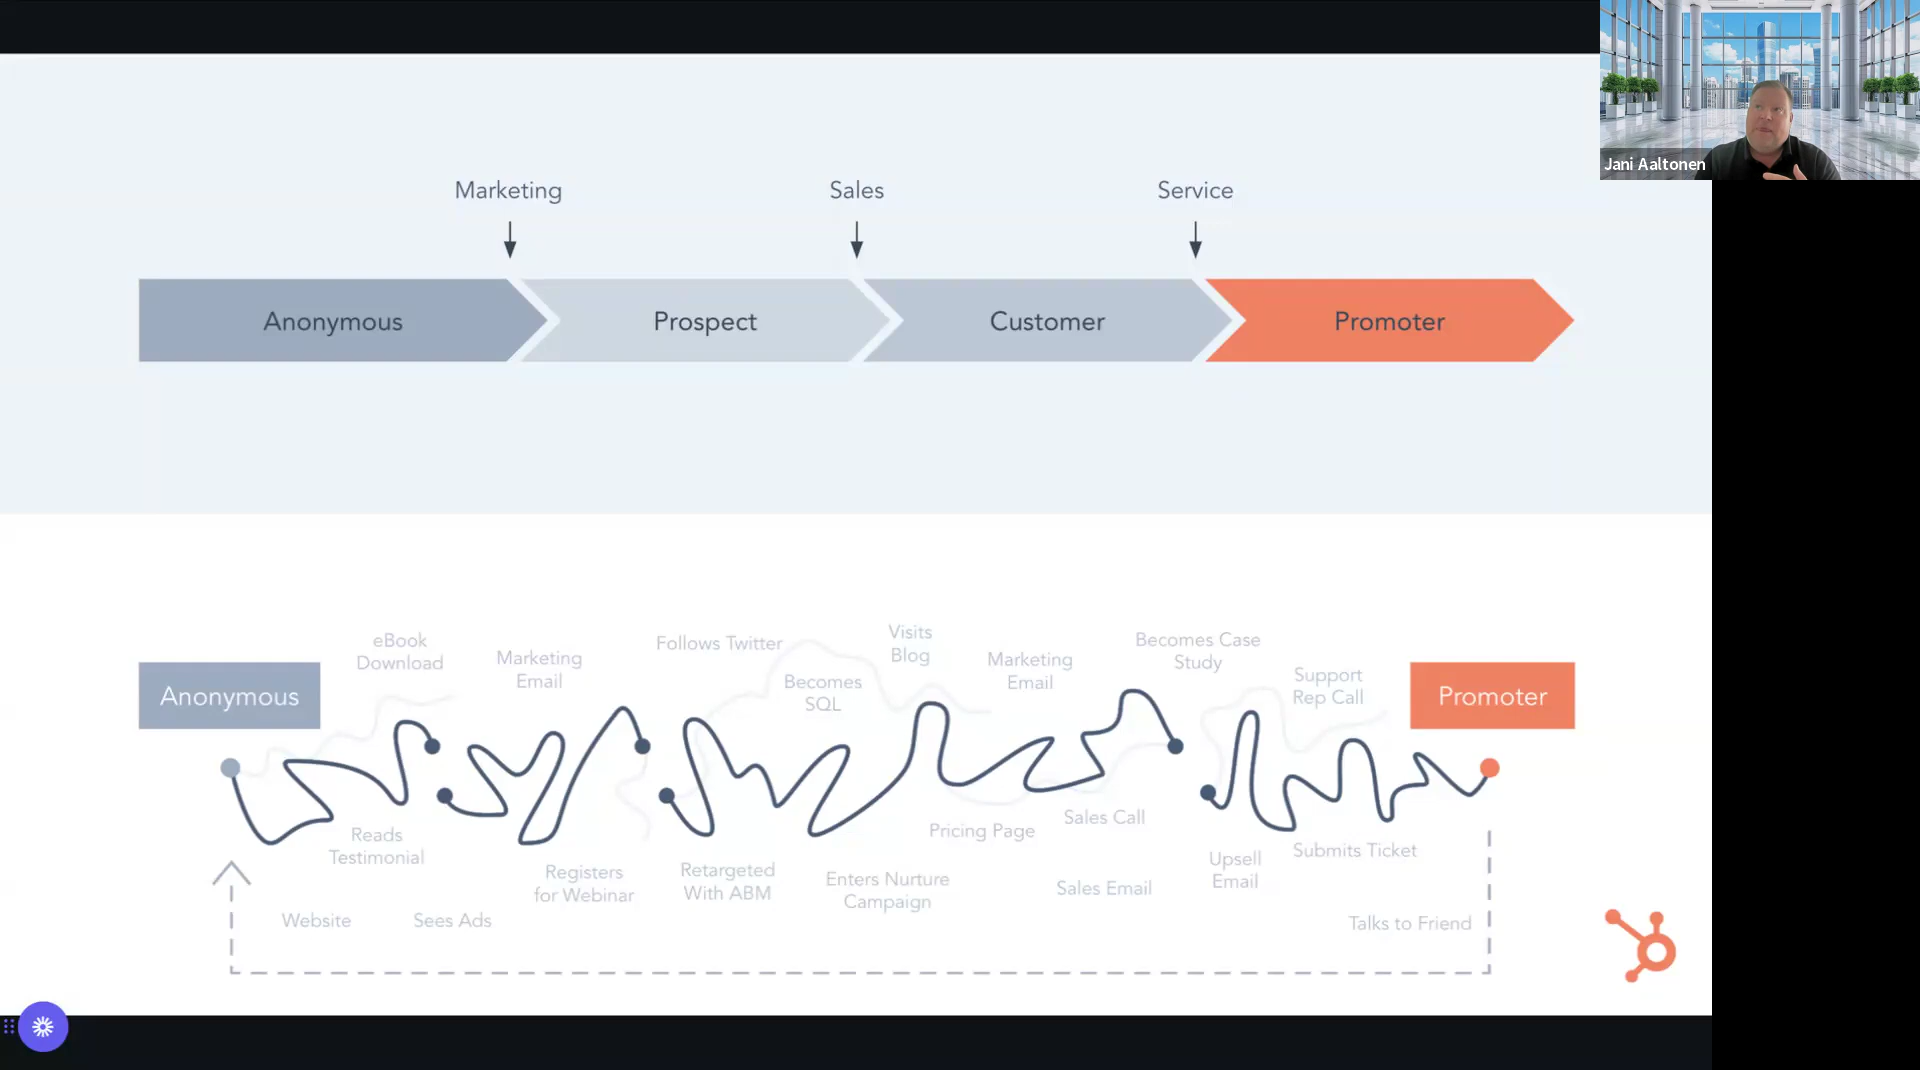 Jani Aaltonen
Marketing
Sales
Service
Anonymous
Prospect
Customer
Promoter
Anonymous
eBook
Download
Marketing
Email
Follows Twitter
Becomes
SQL
Visits
Blog
Marketing
Email
Becomes Case
Study
Support
Rep Call
Promoter
Reads
Testimonial
Website
Sees Ads
Registers
for Webinar
Retargeted
With ABM
Enters Nurture
Campaign
Pricing Page
Sales Call
Sales Email
Upsell
Email
Submits Ticket
Talks to Friend